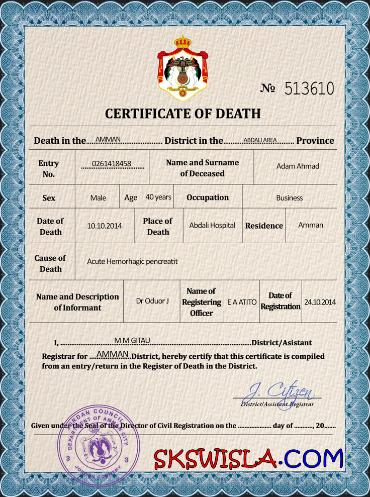 № 513610
CERTIFICATE OF DEATH
Death in the AMMAN District in the ABDALI AREA Province
Entry No. 0261418458 Name and Surname of Deceased Adam Ahmad
Sex Male Age 40 years Occupation Business
Date of Death 10.10.2014 Place of Death Abdali Hospital Residence Amman
Cause of Death Acute Hemorhagic pencreatit
Name and Description of Informant Dr Oduor J Name of Registering Officer E A ATITO Date of Registration 24.10.2014
I, M M GITAU District/Asistant
Registrar for AMMAN District, hereby certify that this certificate is compiled
from an entry/return in the Register of Death in the District.
J. Citizen
District/Assistant Registrar
Given under the Seal of the Director of Civil Registration on the ............ day of ..........., 20......
SKSWISLA.COM